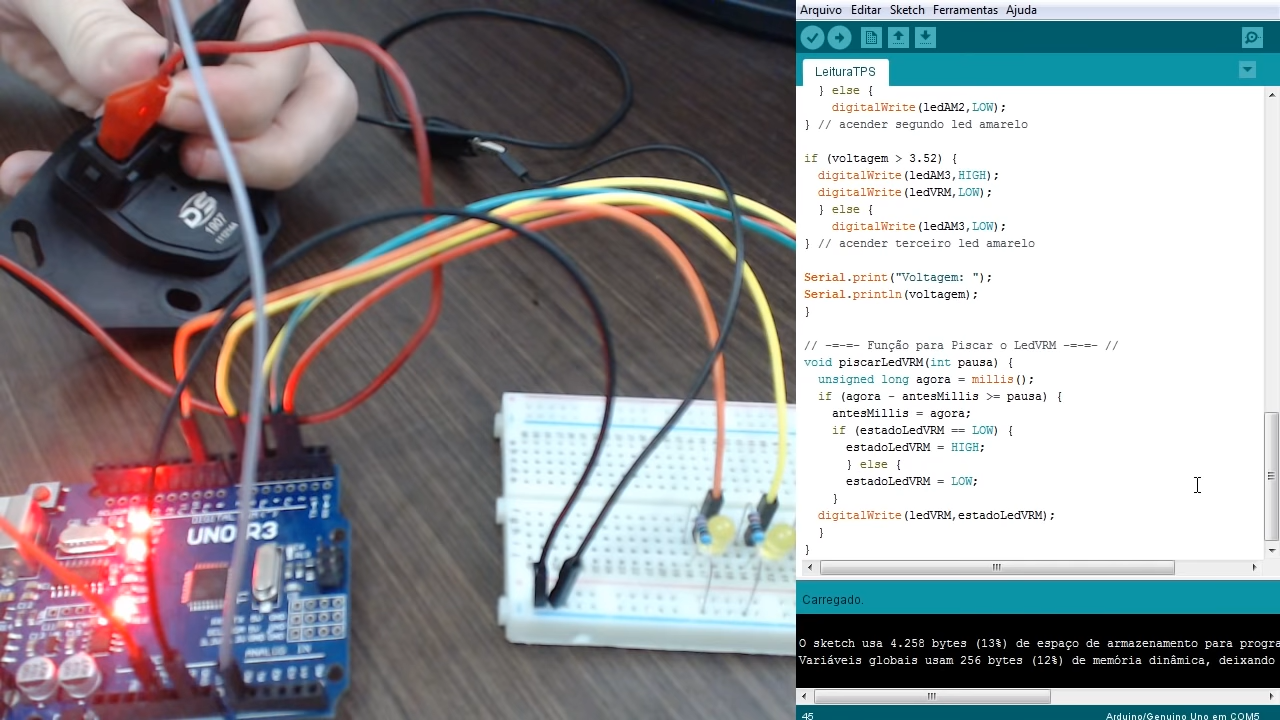 DS
1807
DIGITAL
UNO R3
ANALOG IN
Arquivo Editar Sketch Ferramentas Ajuda
LeituraTPS
} else {
digitalWrite(ledAM2,LOW);
} // acender segundo led amarelo
if (voltagem > 3.52) {
digitalWrite(ledAM3,HIGH);
digitalWrite(ledVRM,LOW);
} else {
digitalWrite(ledAM3,LOW);
} // acender terceiro led amarelo
Serial.print("Voltagem: ");
Serial.println(voltagem);
}
// -=-=- Função para Piscar o LedVRM -=-=- //
void piscarLedVRM(int pausa) {
unsigned long agora = millis();
if (agora - antesMillis >= pausa) {
antesMillis = agora;
if (estadoLedVRM == LOW) {
estadoLedVRM = HIGH;
} else {
estadoLedVRM = LOW;
}
digitalWrite(ledVRM,estadoLedVRM);
}
}
Carregado.
O sketch usa 4.258 bytes (13%) de espaço de armazenamento para progra
Variáveis globais usam 256 bytes (12%) de memória dinâmica, deixando
45 Arduino/Genuino Uno em COM5